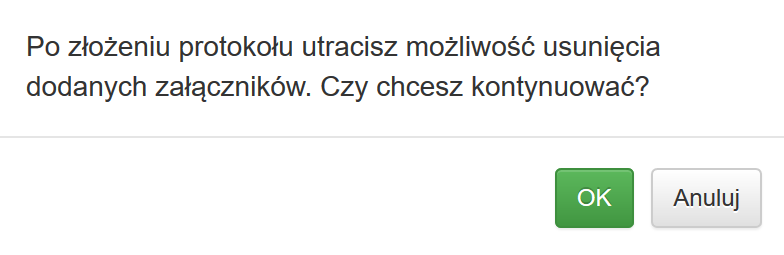 Po złożeniu protokołu utracisz możliwość usunięcia
dodanych załączników. Czy chcesz kontynuować?
OK
Anuluj